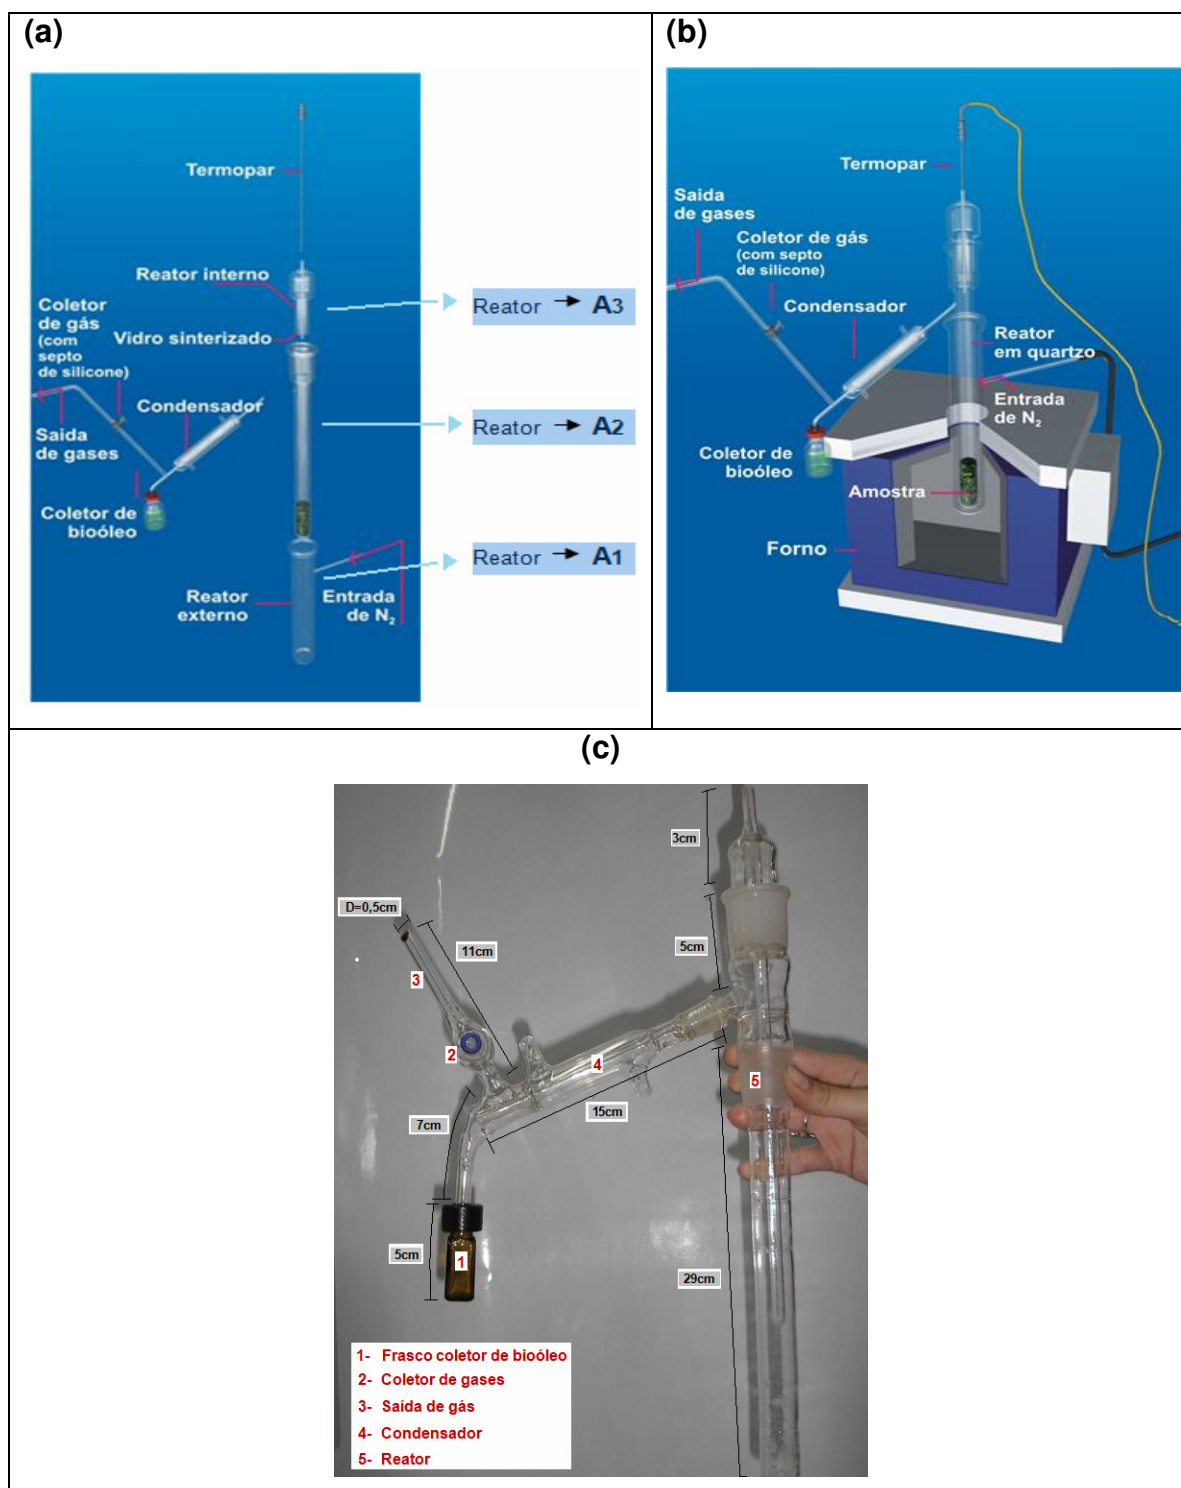 (a)
Termopar
Reator interno
Vidro sinterizado
Coletor
de gás
(com
septo
de silicone)
Condensador
Saida
de gases
Coletor de
bioóleo
Reator
externo
Entrada
de N₂
Reator → A3
Reator → A2
Reator → A1
(b)
Termopar
Saida
de gases
Coletor de gás
(com septo
de silicone)
Condensador
Reator
em quartzo
Entrada
de N₂
Coletor de
bioóleo
Amostra
Forno
(c)
3cm
D=0,5cm
11cm
5cm
3
2
4
5
7cm
15cm
5cm
1
29cm
1- Frasco coletor de bioóleo
2- Coletor de gases
3- Saída de gás
4- Condensador
5- Reator